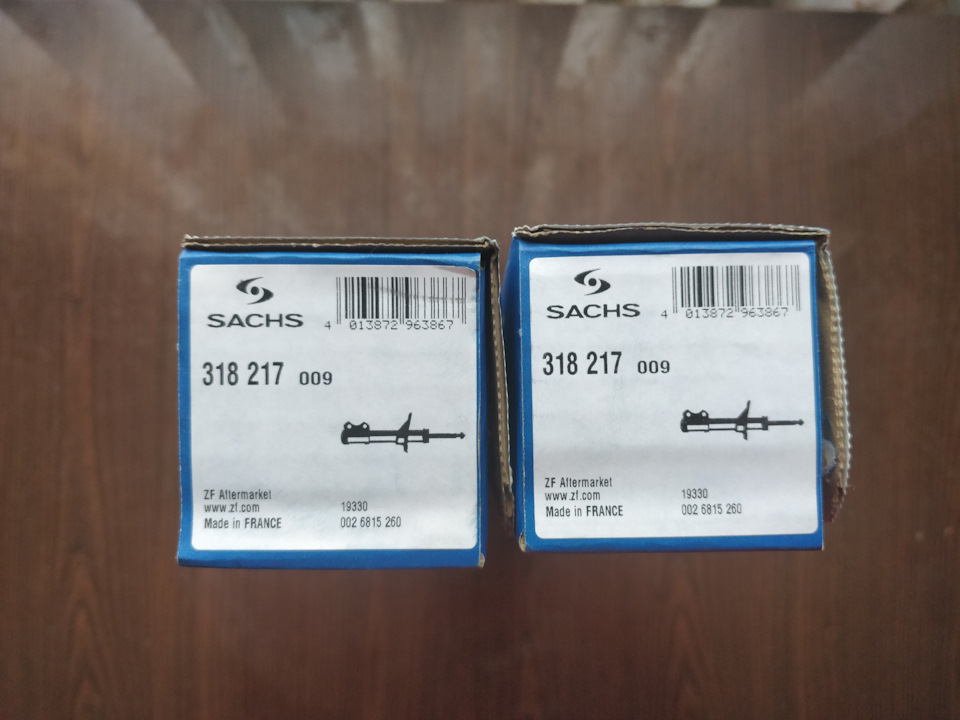 SACHS
4 013872 963867
318 217 009
ZF Aftermarket
www.zf.com
Made in FRANCE
19330
002 6815 260
SACHS
4 013872 963867
318 217 009
ZF Aftermarket
www.zf.com
Made in FRANCE
19330
002 6815 260